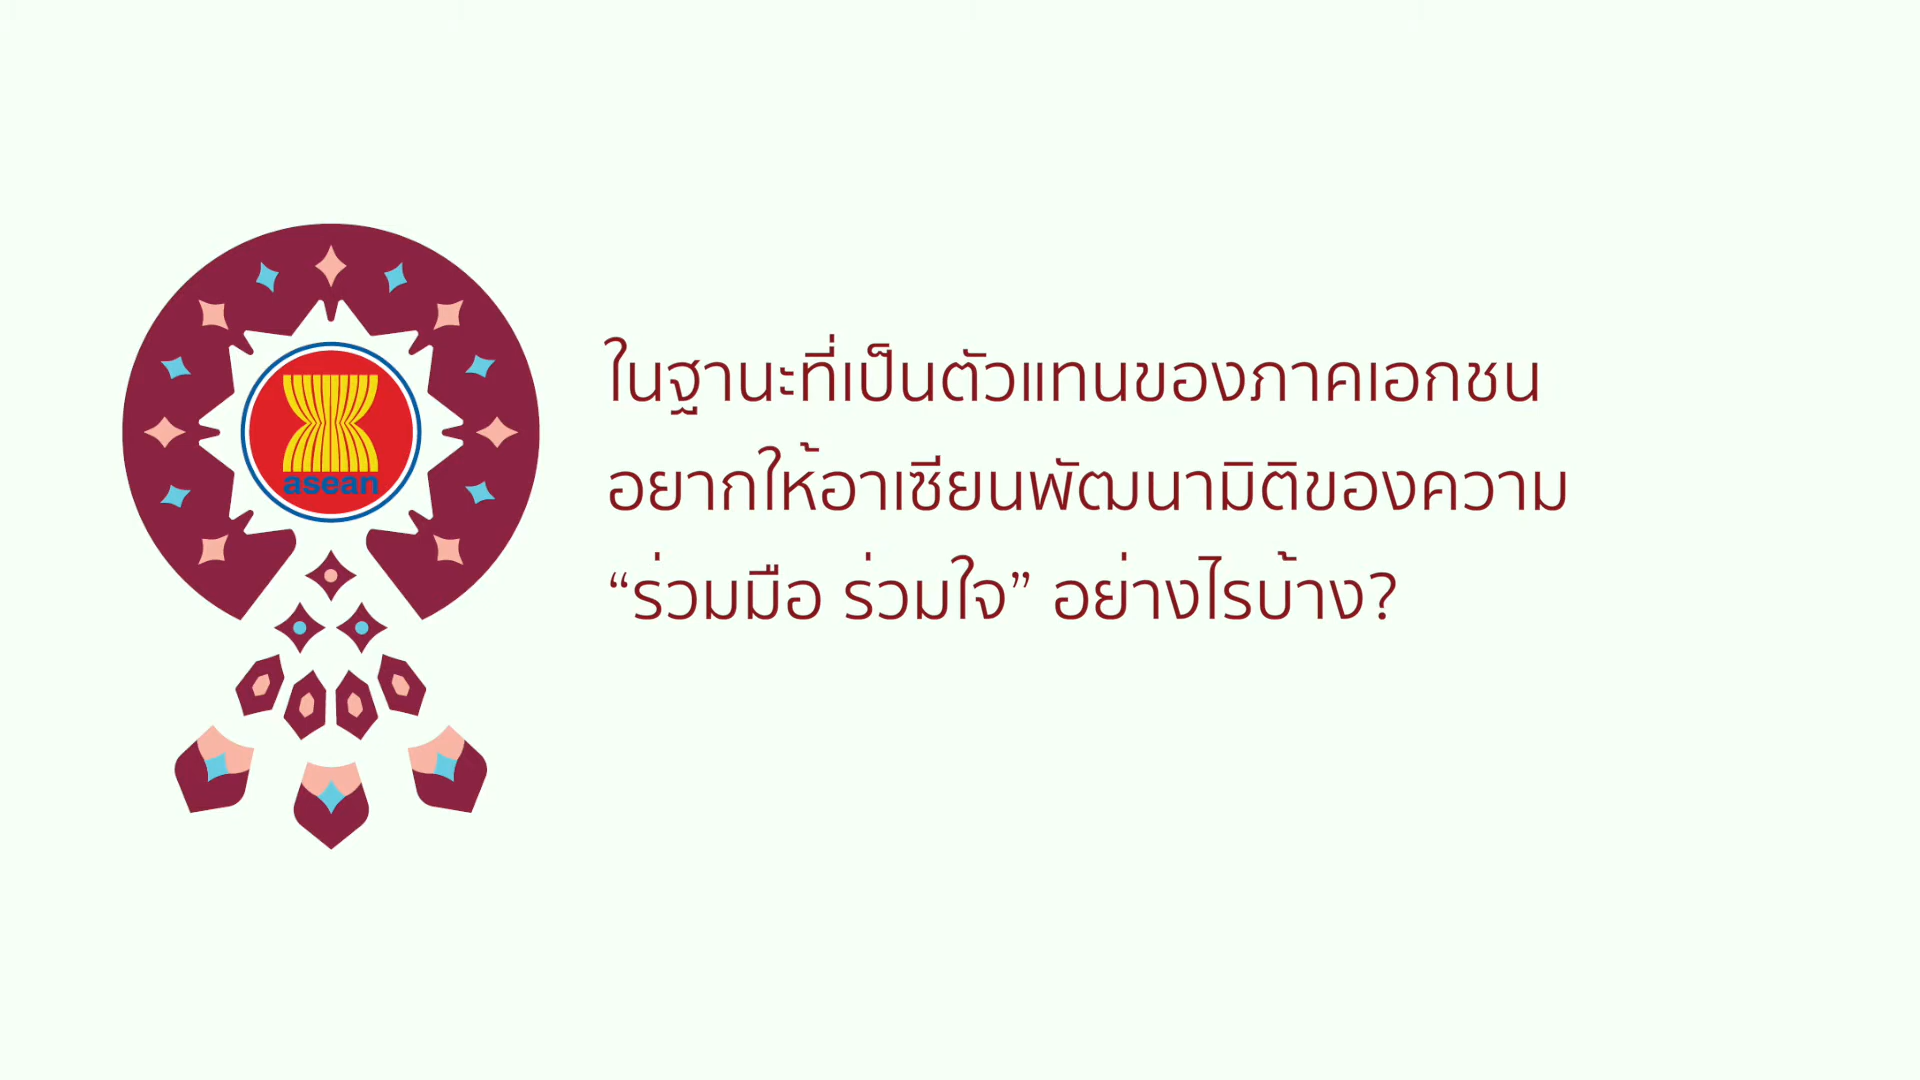 asean
ในฐานะที่เป็นตัวแทนของภาคเอกชน
อยากให้อาเซียนพัฒนามิติของความ
“ร่วมมือ ร่วมใจ” อย่างไรบ้าง?